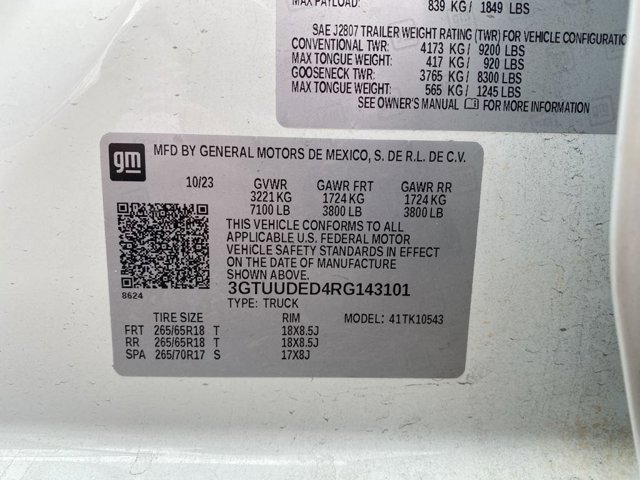 MAX PAYLOAD: 839 KG / 1849 LBS
SAE J2807 TRAILER WEIGHT RATING (TWR) FOR VEHICLE CONFIGURATIO
CONVENTIONAL TWR: 4173 KG / 9200 LBS
MAX TONGUE WEIGHT: 417 KG / 920 LBS
GOOSENECK TWR: 3765 KG / 8300 LBS
MAX TONGUE WEIGHT: 565 KG / 1245 LBS
SEE OWNER'S MANUAL FOR MORE INFORMATION
gm MFD BY GENERAL MOTORS DE MEXICO, S. DE R.L. DE C.V.
10/23 GVWR GAWR FRT GAWR RR
3221 KG 1724 KG 1724 KG
7100 LB 3800 LB 3800 LB
THIS VEHICLE CONFORMS TO ALL
APPLICABLE U.S. FEDERAL MOTOR
VEHICLE SAFETY STANDARDS IN EFFECT
ON THE DATE OF MANUFACTURE
SHOWN ABOVE.
8624
3GTUUDED4RG143101
TYPE: TRUCK
TIRE SIZE RIM MODEL: 41TK10543
FRT 265/65R18 T 18X8.5J
RR 265/65R18 T 18X8.5J
SPA 265/70R17 S 17X8J